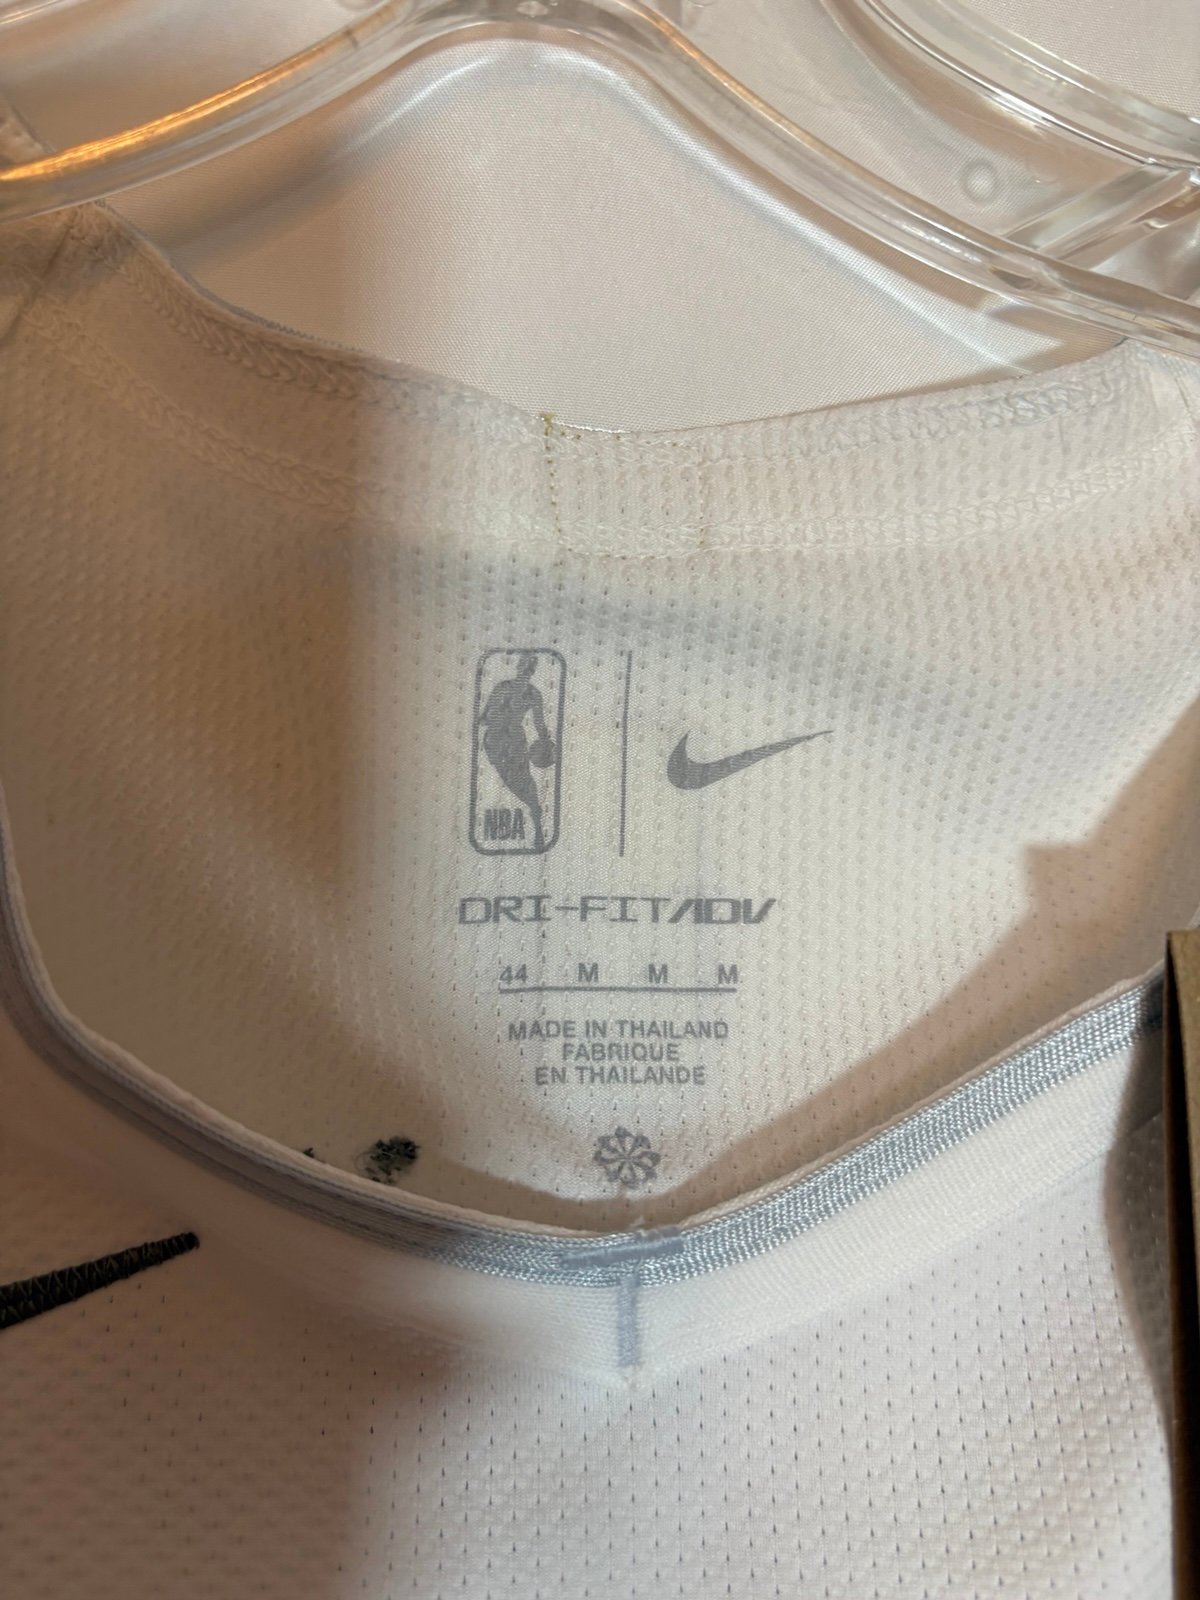 NBA
DRI-FIT ADV
44 M M M
MADE IN THAILAND
FABRIQUE
EN THAILANDE